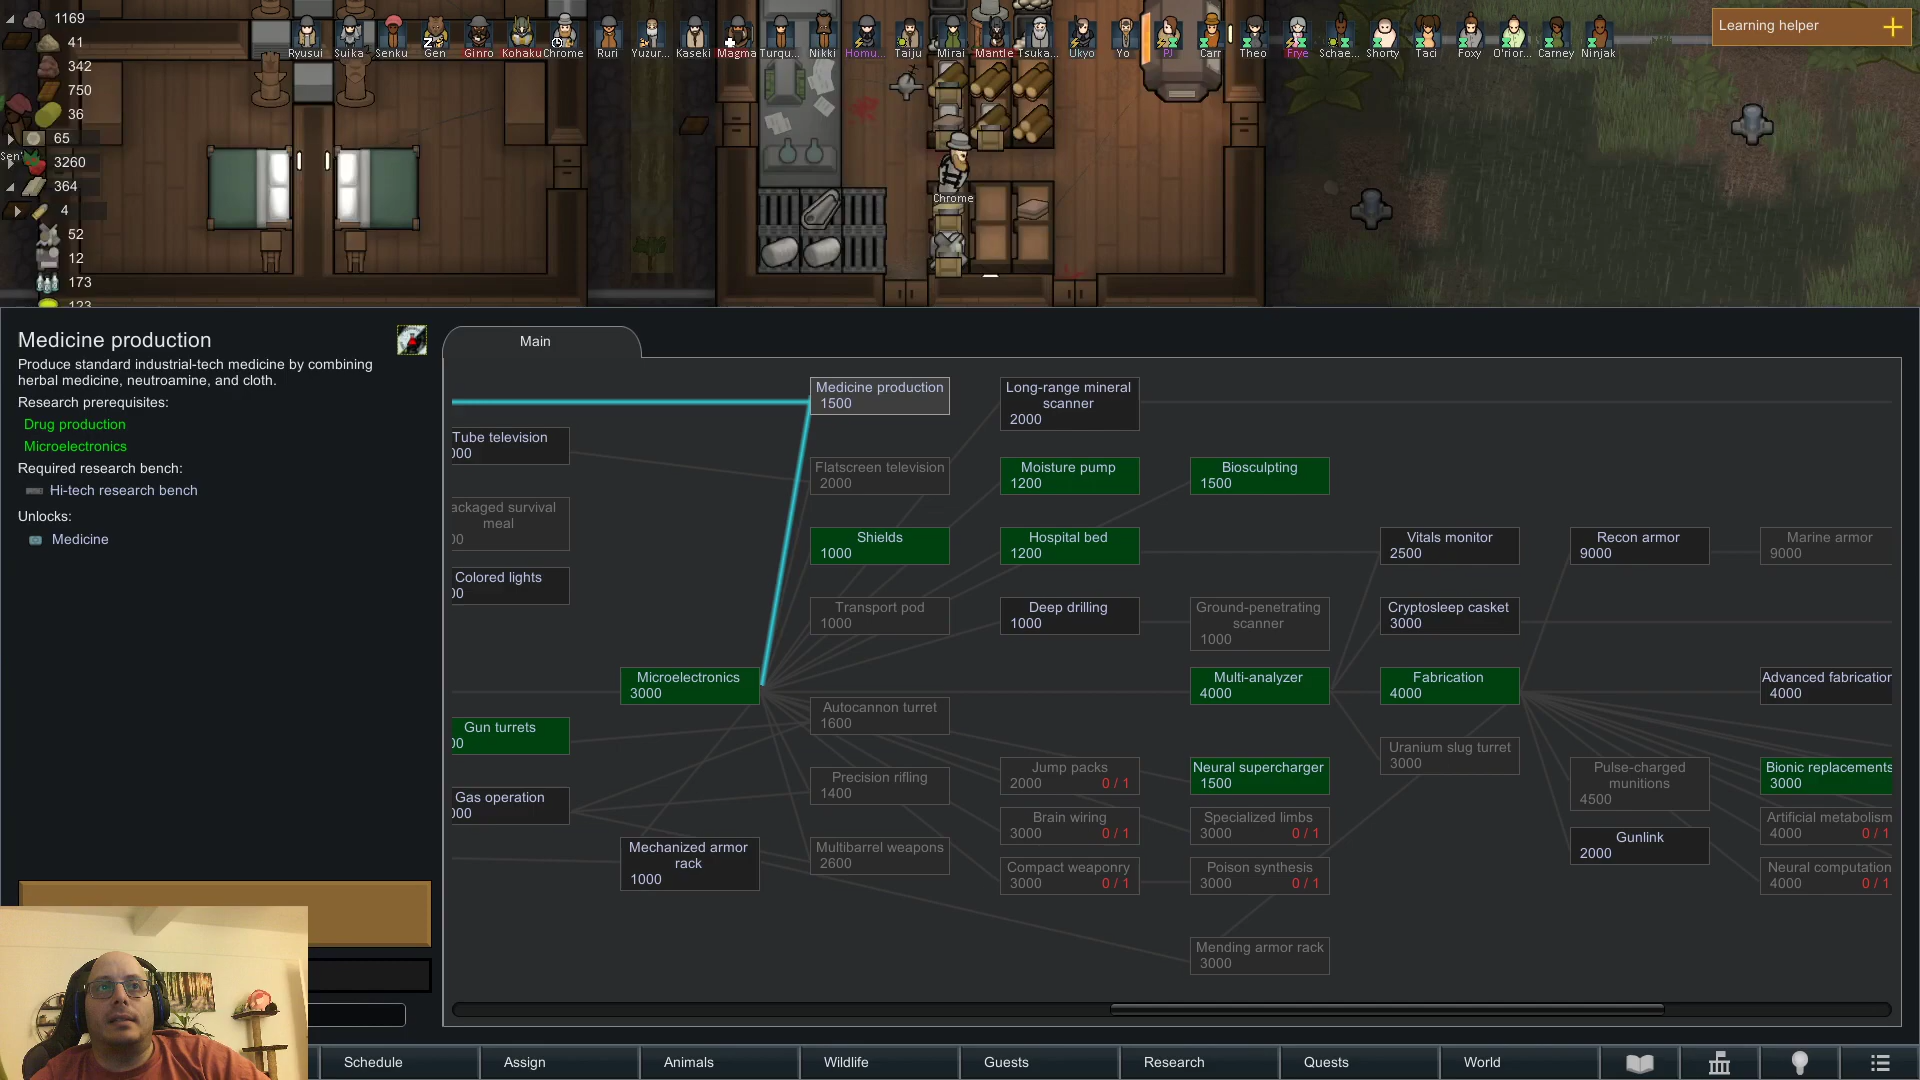 1169
41
342
750
36
65
3260
364
4
52
12
173
123
Ryusui Suika Senku Gen Ginro Kohaku Chrome Ruri Yuzur... Kaseki Magma Turqu... Nikki Homu... Taiju Mirai Mantle Tsuka... Ukyo Yo PJ Carr Theo Frye Schae... Shorty Taci Foxy O'rior... Carney Ninjak
Learning helper
Chrome
Medicine production
Produce standard industrial-tech medicine by combining
herbal medicine, neutroamine, and cloth.
Research prerequisites:
Drug production
Microelectronics
Required research bench:
Hi-tech research bench
Unlocks:
Medicine
Main
Medicine production
1500
Long-range mineral
scanner
2000
Tube television
000
Flatscreen television
2000
Moisture pump
1200
Biosculpting
1500
ackaged survival
meal
00
Shields
1000
Hospital bed
1200
Vitals monitor
2500
Recon armor
9000
Marine armor
9000
Colored lights
00
Transport pod
1000
Deep drilling
1000
Ground-penetrating
scanner
1000
Cryptosleep casket
3000
Microelectronics
3000
Multi-analyzer
4000
Fabrication
4000
Advanced fabrication
4000
Gun turrets
00
Autocannon turret
1600
Uranium slug turret
3000
Gas operation
000
Precision rifling
1400
Jump packs
2000 0 / 1
Neural supercharger
1500
Pulse-charged
munitions
4500
Bionic replacements
3000
Brain wiring
3000 0 / 1
Specialized limbs
3000 0 / 1
Gunlink
2000
Artificial metabolism
4000 0 / 1
Mechanized armor
rack
1000
Multibarrel weapons
2600
Compact weaponry
3000 0 / 1
Poison synthesis
3000 0 / 1
Neural computation
4000 0 / 1
Mending armor rack
3000
Schedule Assign Animals Wildlife Guests Research Quests World